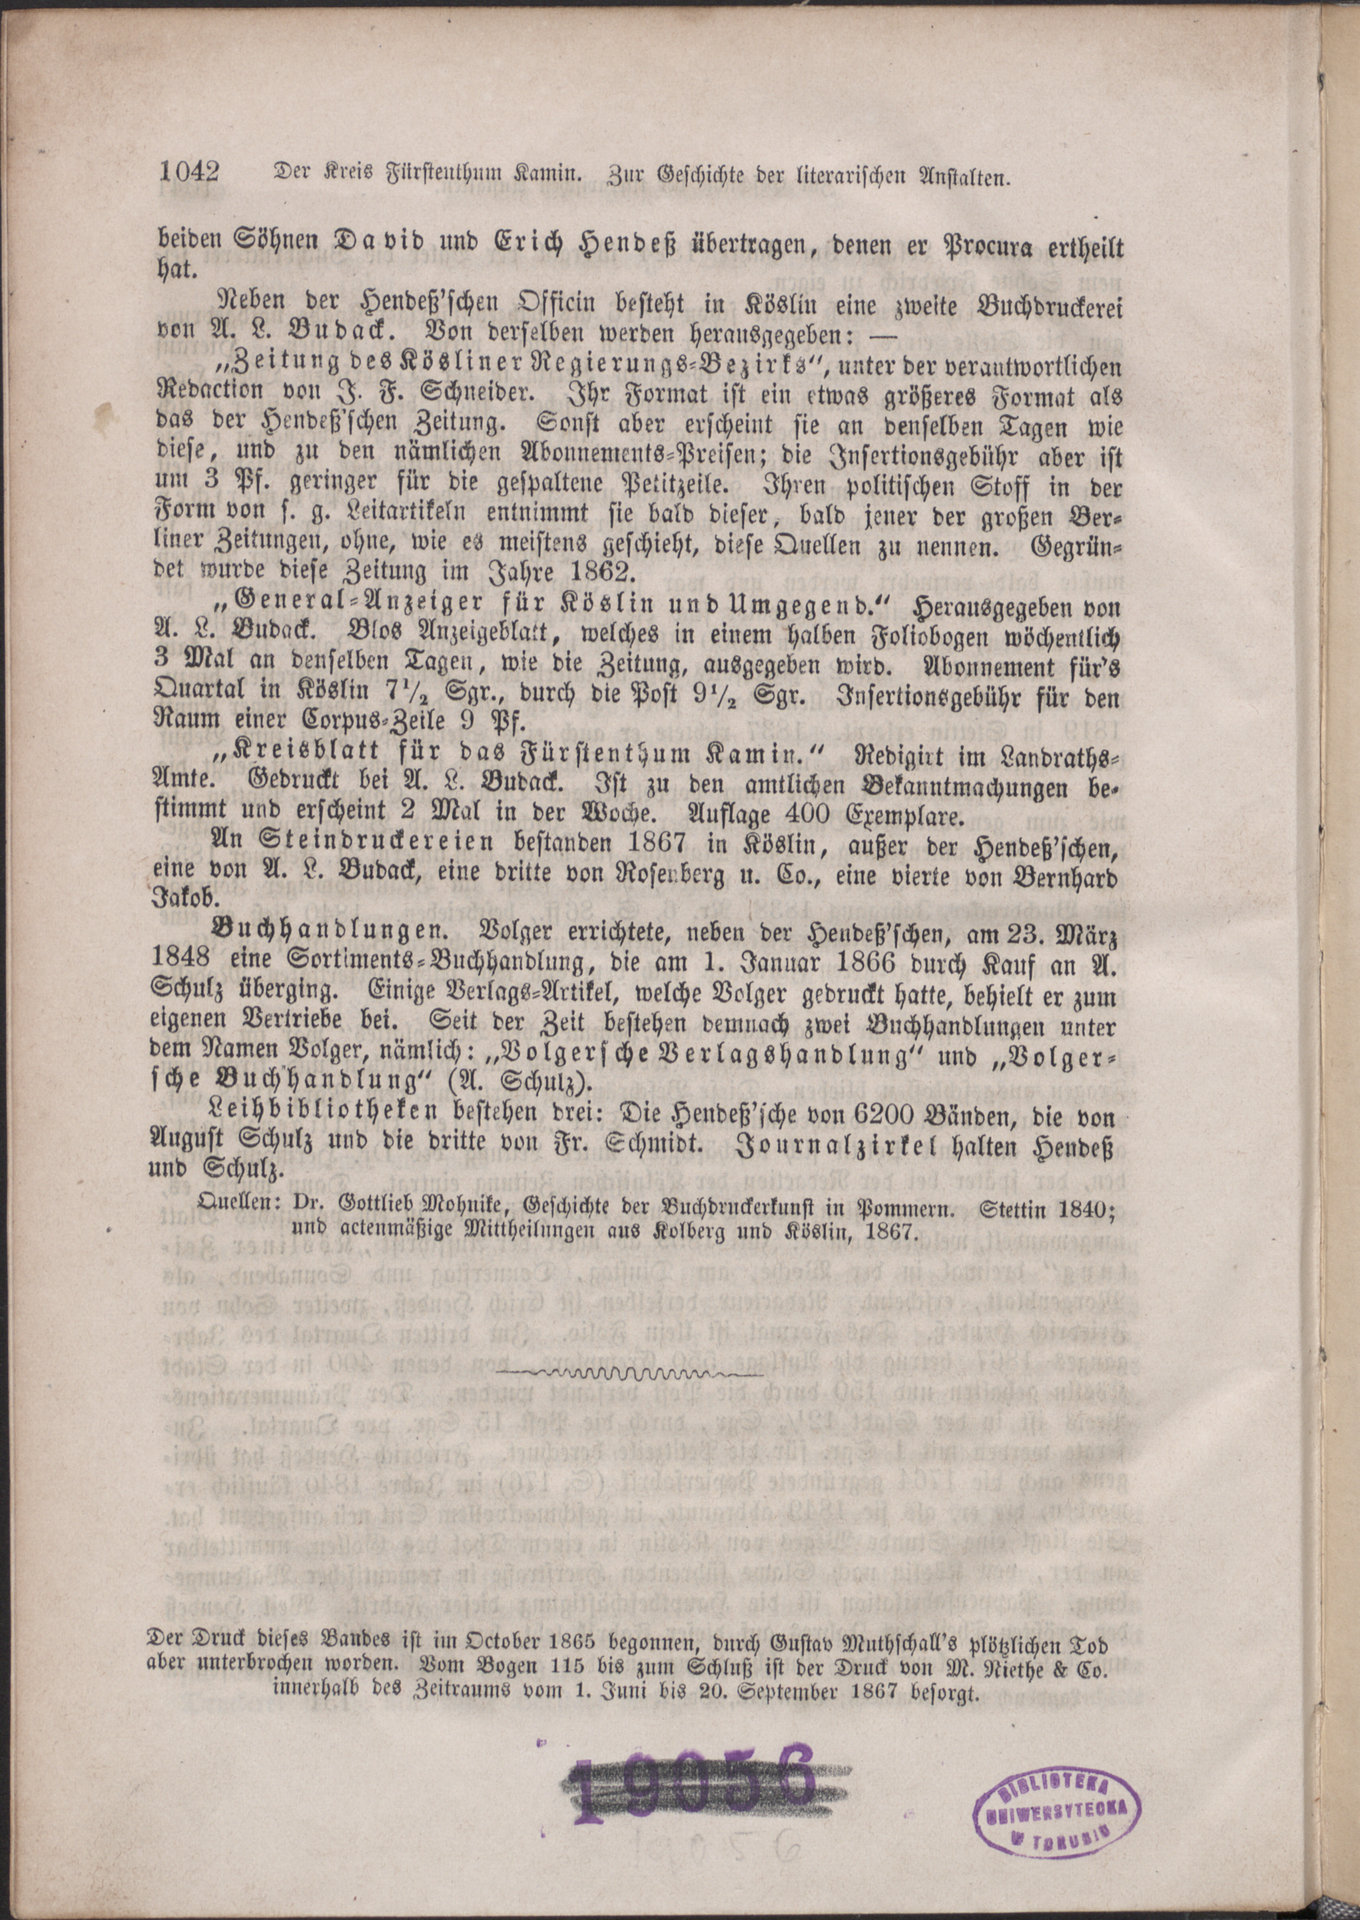 1042 Der Kreis Fürstenthum Kamin. Zur Geschichte der literarischen Anstalten.
beiden Söhnen David und Erich Hendeß übertragen, denen er Procura ertheilt
hat.
Neben der Hendeß'schen Officin besteht in Köslin eine zweite Buchdruckerei
von A. L. Budack. Von derselben werden herausgegeben: —
„Zeitung des Kösliner Regierungs-Bezirks“, unter der verantwortlichen
Redaction von J. F. Schneider. Ihr Format ist ein etwas größeres Format als
das der Hendeß'schen Zeitung. Sonst aber erscheint sie an denselben Tagen wie
diese, und zu den nämlichen Abonnements-Preisen; die Insertionsgebühr aber ist
um 3 Pf. geringer für die gespaltene Petitzeile. Ihren politischen Stoff in der
Form von s. g. Leitartikeln entnimmt sie bald dieser, bald jener der großen Ber-
liner Zeitungen, ohne, wie es meistens geschieht, diese Quellen zu nennen. Gegrün-
det wurde diese Zeitung im Jahre 1862.
„General-Anzeiger für Köslin und Umgegend.“ Herausgegeben von
A. L. Budack. Blos Anzeigeblatt, welches in einem halben Foliobogen wöchentlich
3 Mal an denselben Tagen, wie die Zeitung, ausgegeben wird. Abonnement für's
Quartal in Köslin 7½ Sgr., durch die Post 9½ Sgr. Insertionsgebühr für den
Raum einer Corpus-Zeile 9 Pf.
„Kreisblatt für das Fürstenthum Kamin.“ Redigirt im Landraths-
Amte. Gedruckt bei A. L. Budack. Ist zu den amtlichen Bekanntmachungen be-
stimmt und erscheint 2 Mal in der Woche. Auflage 400 Exemplare.
An Steindruckereien bestanden 1867 in Köslin, außer der Hendeß'schen,
eine von A. L. Budack, eine dritte von Rosenberg u. Co., eine vierte von Bernhard
Jakob.
Buchhandlungen. Volger errichtete, neben der Hendeß'schen, am 23. März
1848 eine Sortiments-Buchhandlung, die am 1. Januar 1866 durch Kauf an A.
Schulz überging. Einige Verlags-Artikel, welche Volger gedruckt hatte, behielt er zum
eigenen Vertriebe bei. Seit der Zeit bestehen demnach zwei Buchhandlungen unter
dem Namen Volger, nämlich: „Volgersche Verlagshandlung“ und „Volger-
sche Buchhandlung“ (A. Schulz).
Leihbibliotheken bestehen drei: Die Hendeß'sche von 6200 Bänden, die von
August Schulz und die dritte von Fr. Schmidt. Journalzirkel halten Hendeß
und Schulz.
Quellen: Dr. Gottlieb Mohnike, Geschichte der Buchdruckerkunst in Pommern. Stettin 1840;
und actenmäßige Mittheilungen aus Kolberg und Köslin, 1867.
Der Druck dieses Bandes ist im October 1865 begonnen, durch Gustav Muthschall's plötzlichen Tod
aber unterbrochen worden. Vom Bogen 115 bis zum Schluß ist der Druck von M. Niethe & Co.
innerhalb des Zeitraums vom 1. Juni bis 20. September 1867 besorgt.
19056
BIBLIOTEKA
UNIWERSYTECKA
W TORUNIU